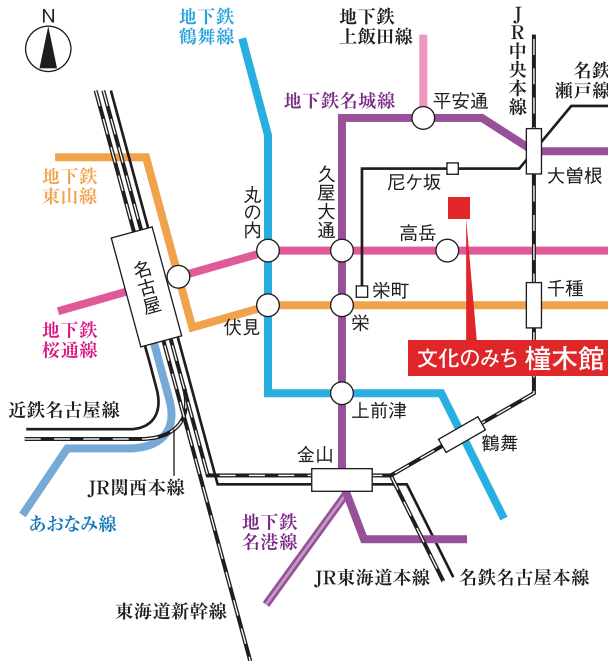 N
地下鉄
鶴舞線
地下鉄
上飯田線
JR中央本線
名鉄
瀬戸線
地下鉄名城線
平安通
大曽根
尼ケ坂
地下鉄
東山線
丸の内
久屋大通
高岳
名古屋
栄町
千種
地下鉄
桜通線
伏見
栄
文化のみち 橦木館
近鉄名古屋線
上前津
鶴舞
金山
JR関西本線
あおなみ線
地下鉄
名港線
JR東海道本線
名鉄名古屋本線
東海道新幹線